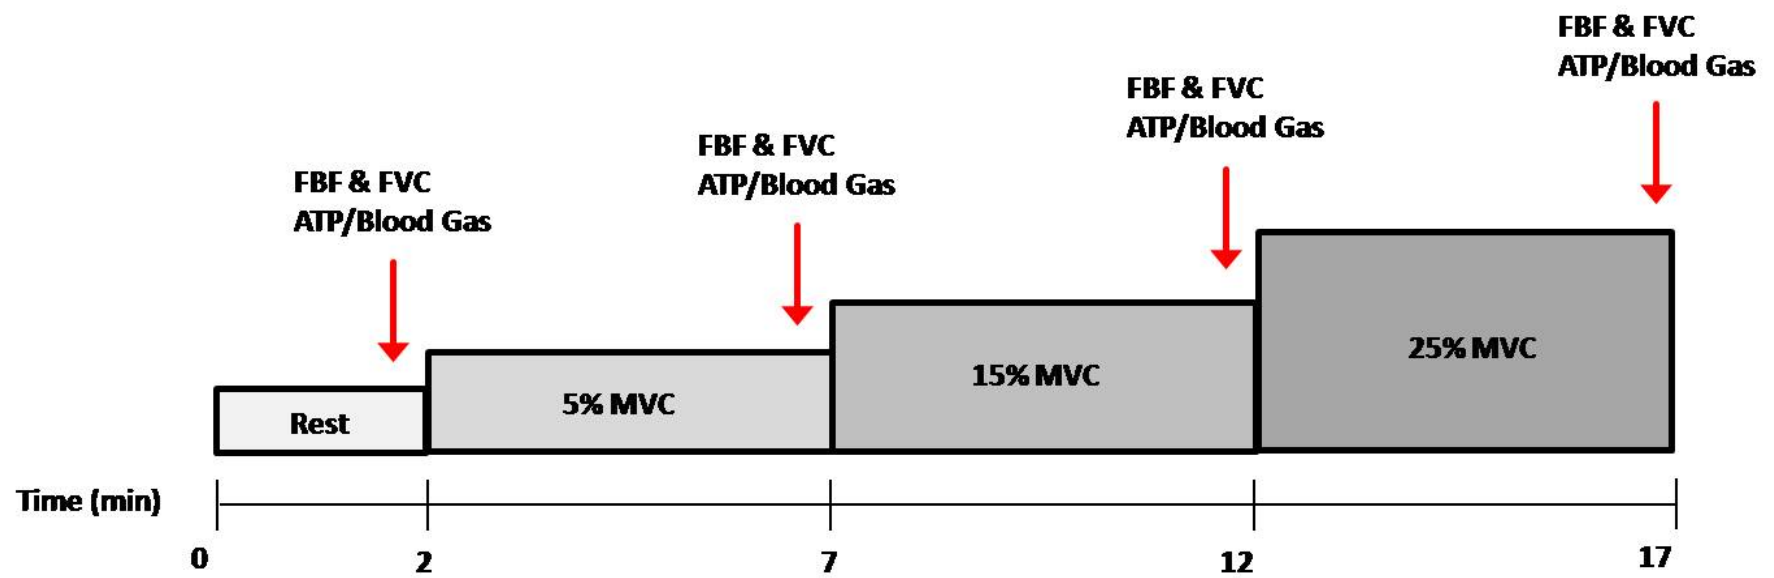 FBF & FVC
ATP/Blood Gas
FBF & FVC
ATP/Blood Gas
FBF & FVC
ATP/Blood Gas
FBF & FVC
ATP/Blood Gas
Rest
5% MVC
15% MVC
25% MVC
Time (min)
0
2
7
12
17